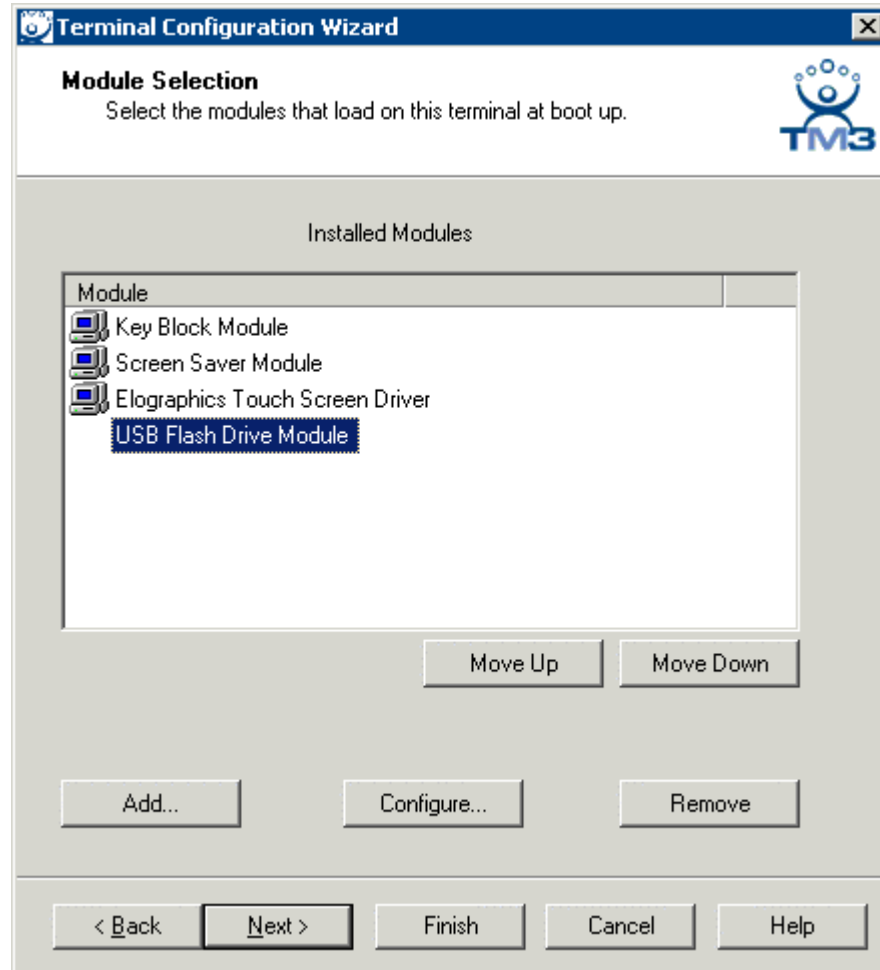 Terminal Configuration Wizard
Module Selection
Select the modules that load on this terminal at boot up.
TM3
Installed Modules
Module
Key Block Module
Screen Saver Module
Elographics Touch Screen Driver
USB Flash Drive Module
Move Up Move Down
Add... Configure... Remove
< Back Next > Finish Cancel Help